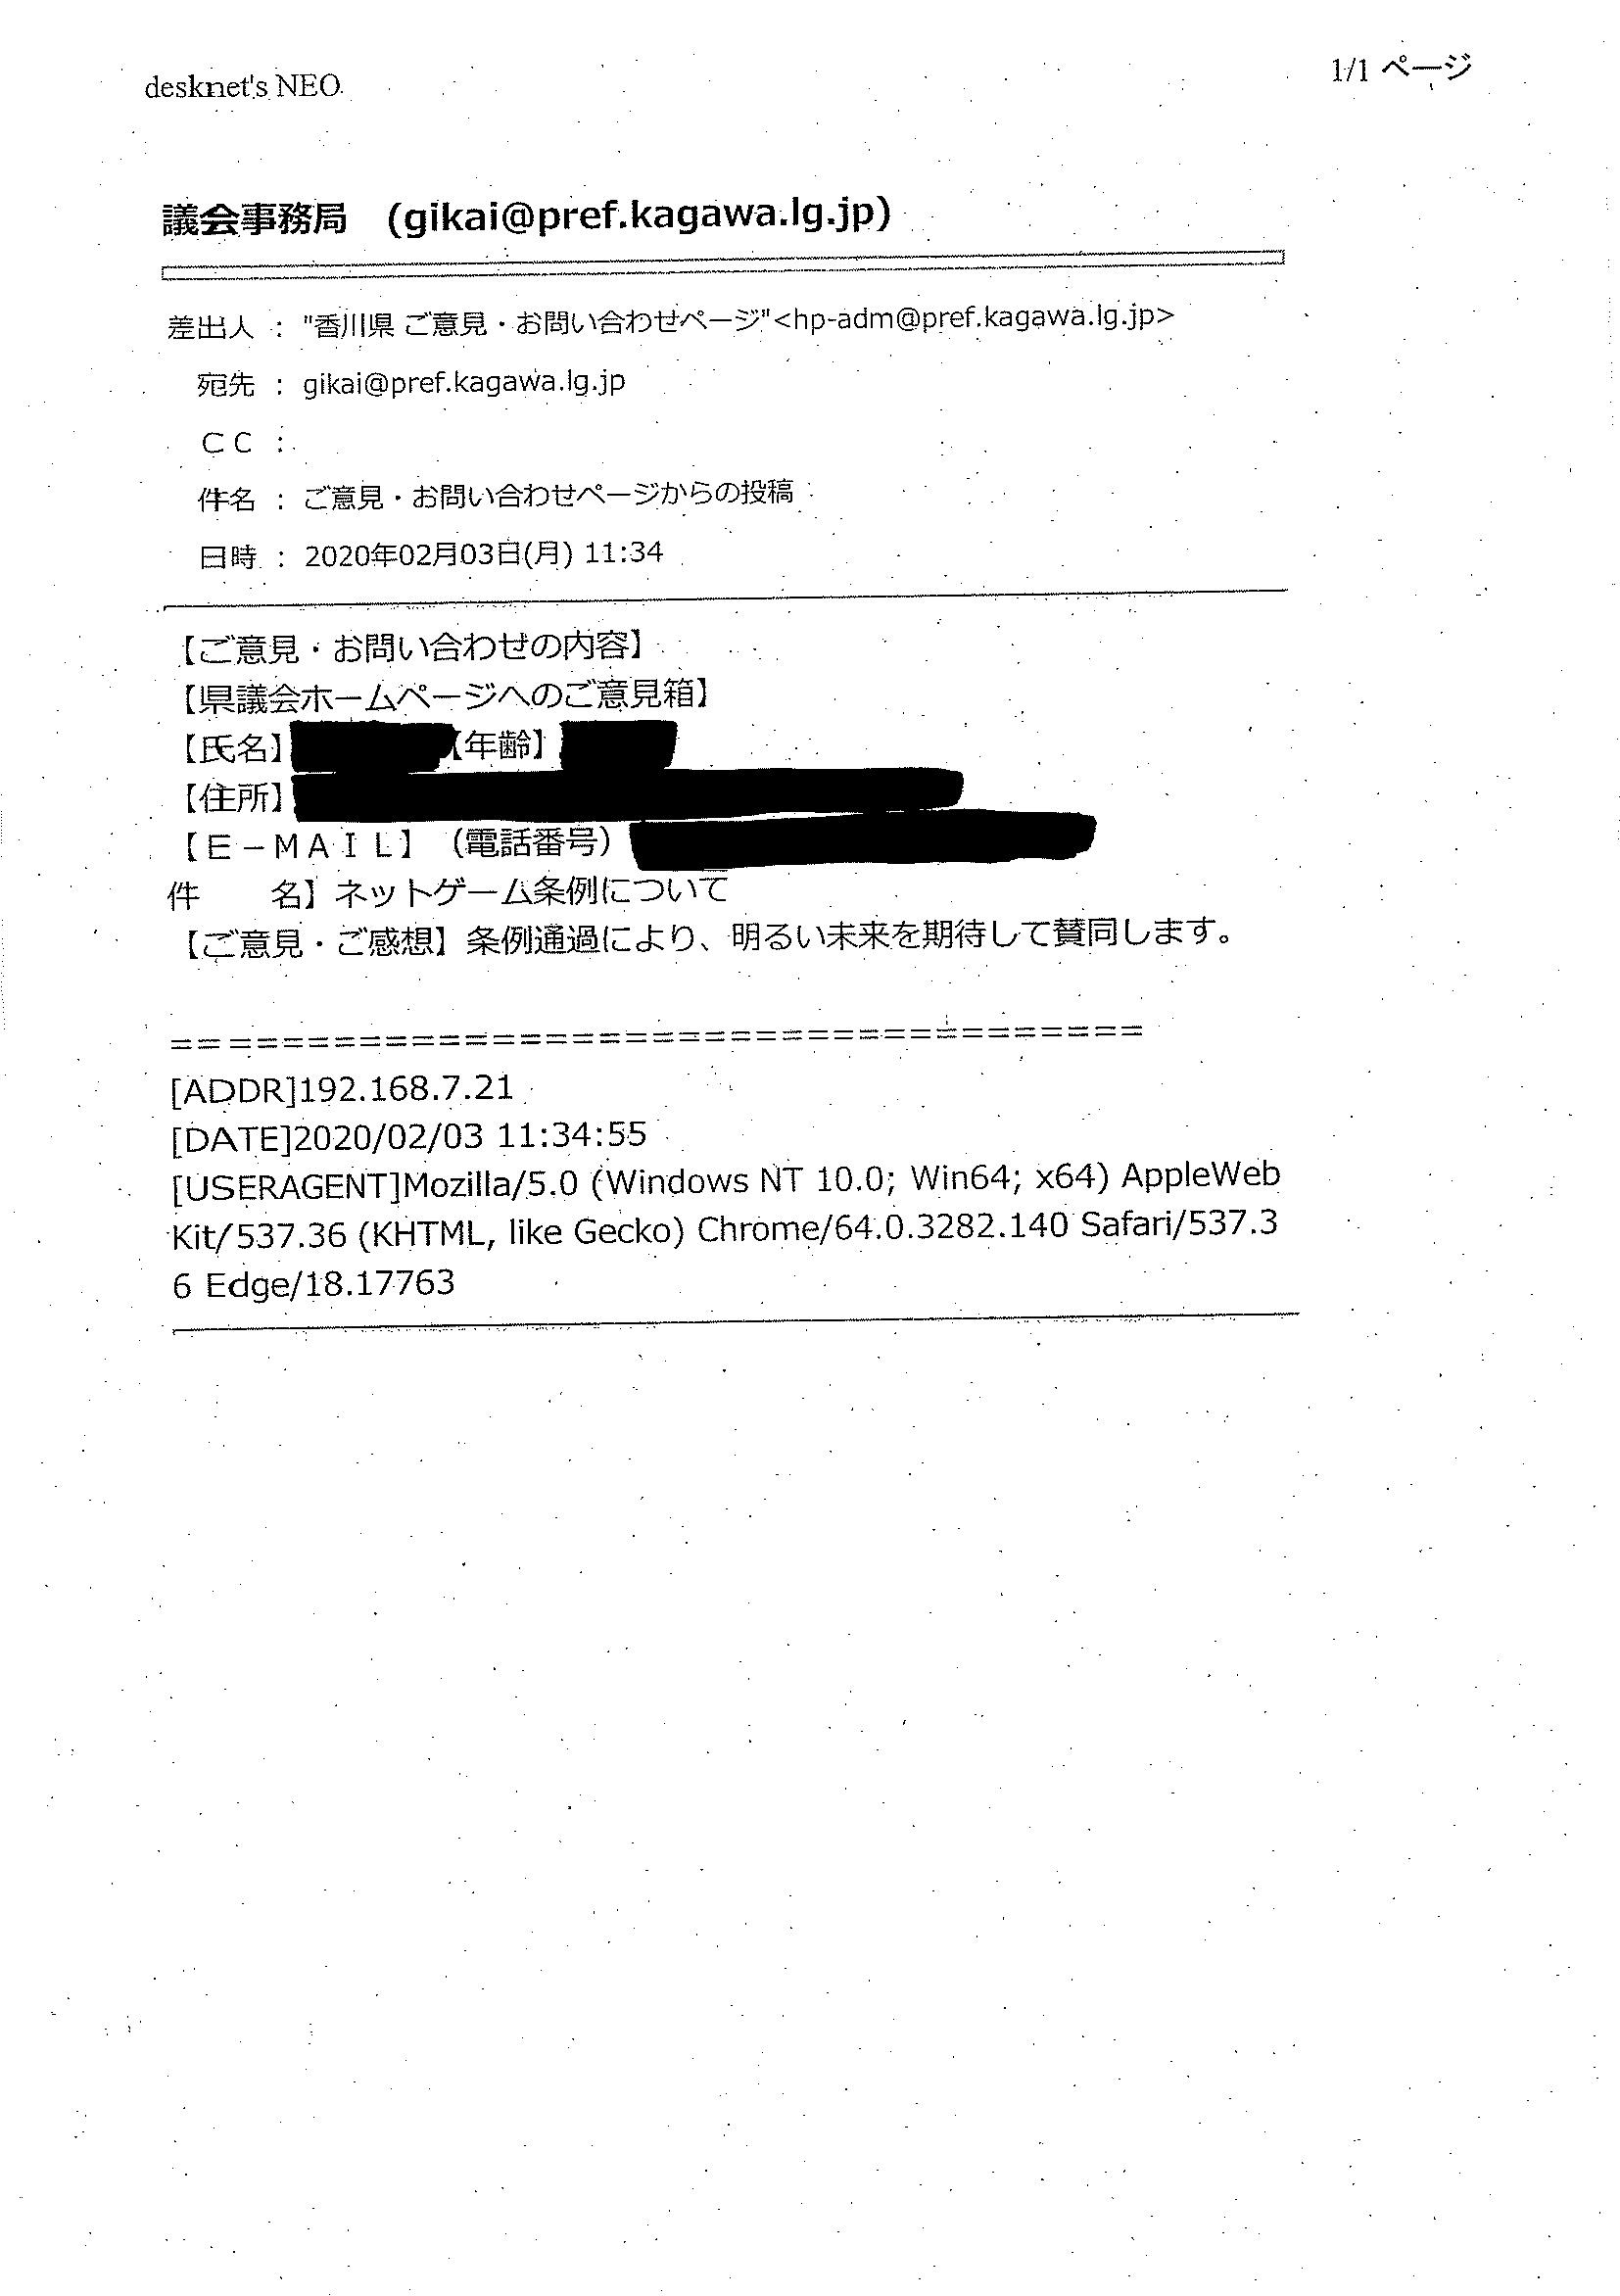 desknet's NEO
1/1 ページ
議会事務局　(gikai@pref.kagawa.lg.jp)
差出人 ： "香川県 ご意見・お問い合わせページ"<hp-adm@pref.kagawa.lg.jp>
宛先 ： gikai@pref.kagawa.lg.jp
ＣＣ ：
件名 ： ご意見・お問い合わせページからの投稿
日時 ： 2020年02月03日(月) 11:34
【ご意見・お問い合わせの内容】
【県議会ホームページへのご意見箱】
【氏名】 【年齢】
【住所】
【Ｅ－ＭＡＩＬ】（電話番号）
件　　名】ネットゲーム条例について
【ご意見・ご感想】条例通過により、明るい未来を期待して賛同します。
=====================================
[ADDR]192.168.7.21
[DATE]2020/02/03 11:34:55
[USERAGENT]Mozilla/5.0 (Windows NT 10.0; Win64; x64) AppleWeb
Kit/537.36 (KHTML, like Gecko) Chrome/64.0.3282.140 Safari/537.3
6 Edge/18.17763